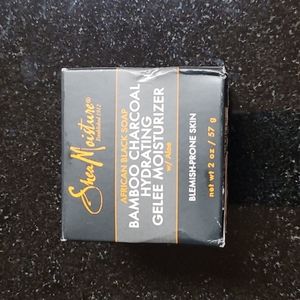 SheaMoisture®
Established 1912
AFRICAN BLACK SOAP
BAMBOO CHARCOAL
HYDRATING
GELEE MOISTURIZER
w/ Aloe
BLEMISH-PRONE SKIN
net wt 2 oz / 57 g